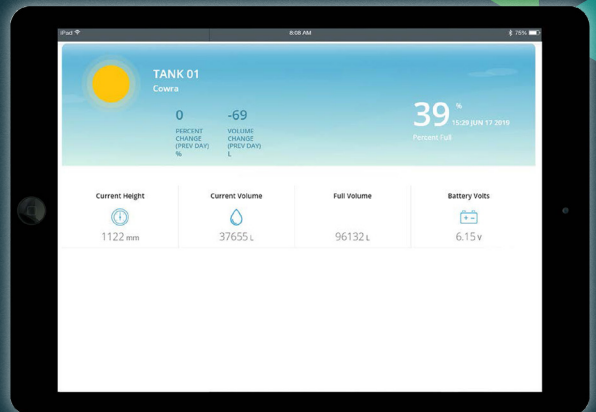 iPad
8:08 AM
75%
TANK 01
Cowra
0
-69
PERCENT
CHANGE
(PREV DAY)
%
VOLUME
CHANGE
(PREV DAY)
L
39 %
15:29 JUN 17 2019
Percent Full
Current Height
Current Volume
Full Volume
Battery Volts
1122 mm
37655 L
96132 L
6.15 V